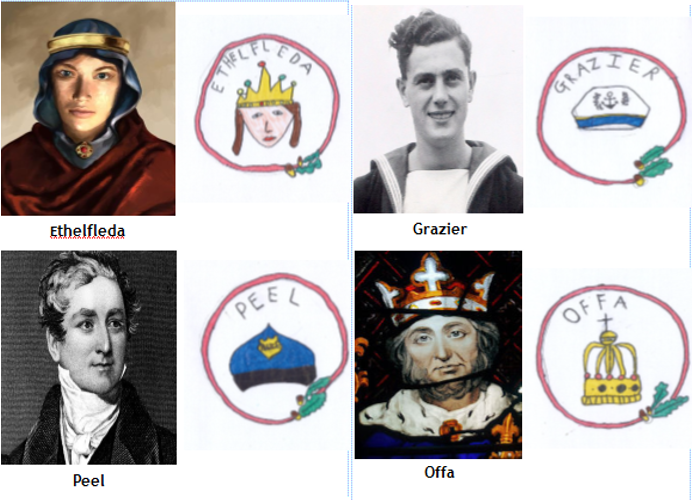 ETHELFLEDA
GRAZIER
Ethelfleda
Grazier
PEEL
OFFA
Peel
Offa